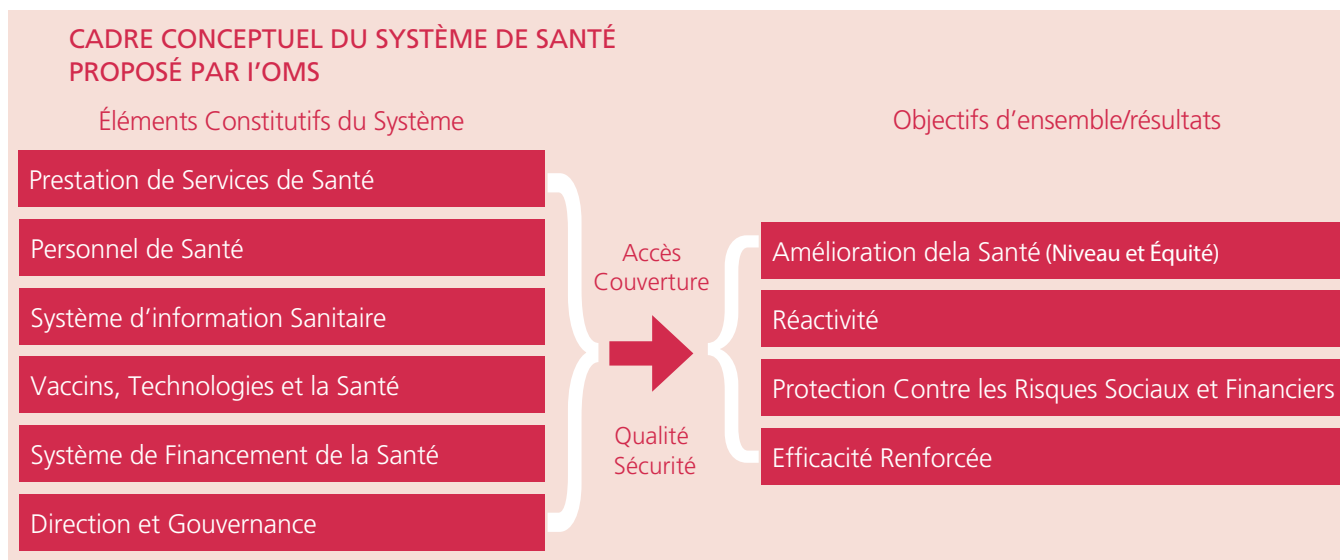 CADRE CONCEPTUEL DU SYSTÈME DE SANTÉ
PROPOSÉ PAR l'OMS
Éléments Constitutifs du Système
Prestation de Services de Santé
Personnel de Santé
Système d'information Sanitaire
Vaccins, Technologies et la Santé
Système de Financement de la Santé
Direction et Gouvernance
Accès
Couverture
Qualité
Sécurité
Objectifs d'ensemble/résultats
Amélioration dela Santé (Niveau et Équité)
Réactivité
Protection Contre les Risques Sociaux et Financiers
Efficacité Renforcée